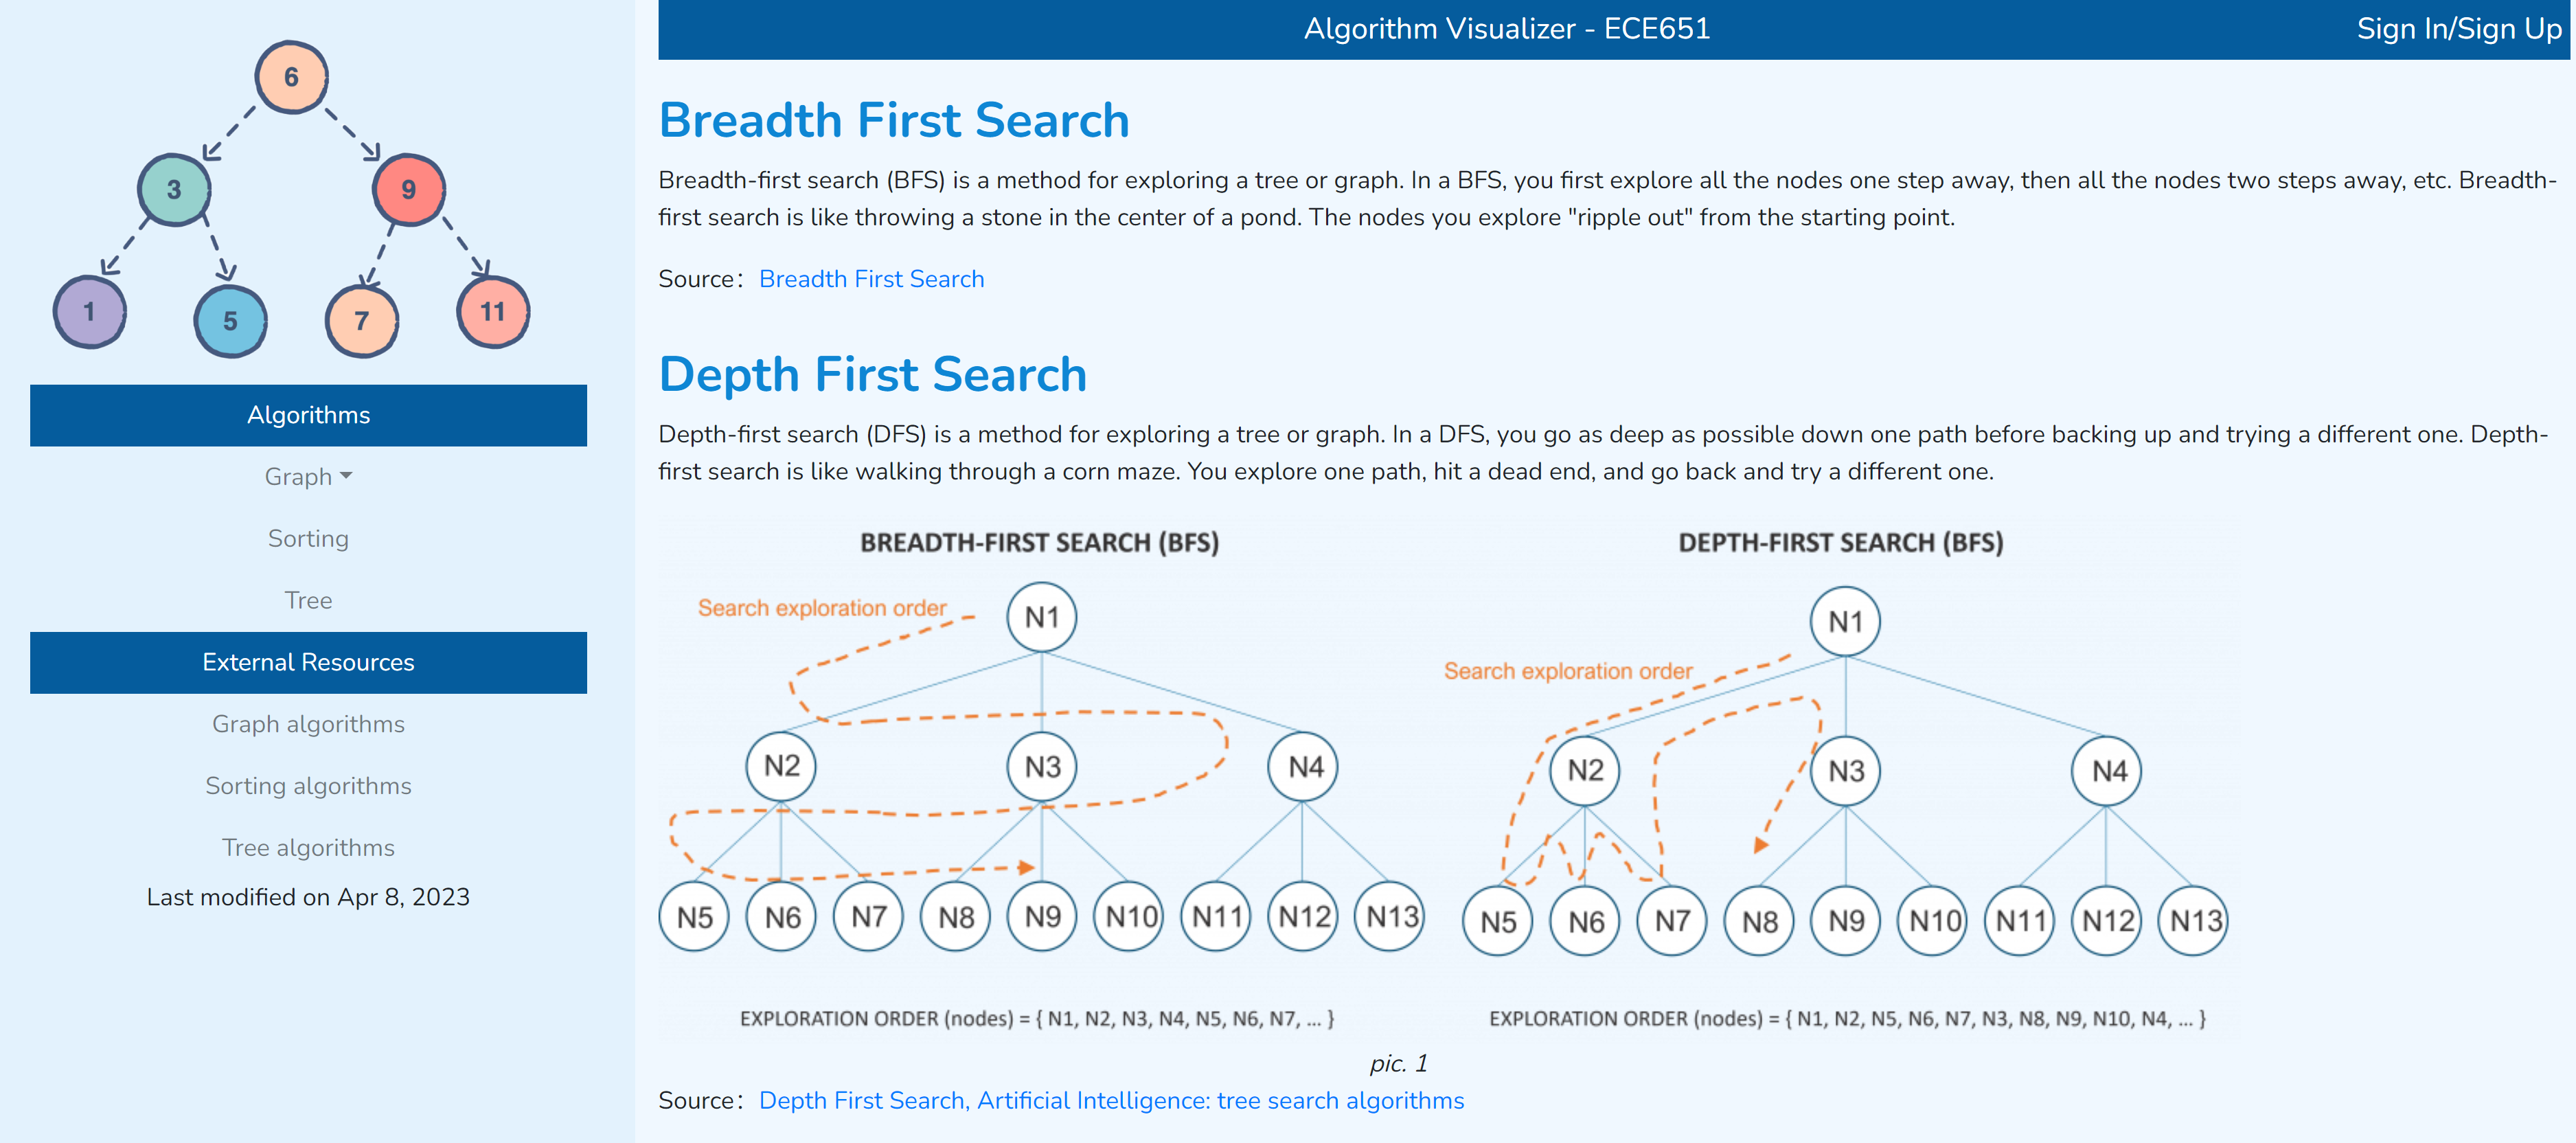 6
3
9
1
5
7
11
Algorithms
Graph
Sorting
Tree
External Resources
Graph algorithms
Sorting algorithms
Tree algorithms
Last modified on Apr 8, 2023
Algorithm Visualizer - ECE651
Sign In/Sign Up
Breadth First Search
Breadth-first search (BFS) is a method for exploring a tree or graph. In a BFS, you first explore all the nodes one step away, then all the nodes two steps away, etc. Breadth-
first search is like throwing a stone in the center of a pond. The nodes you explore "ripple out" from the starting point.
Source： Breadth First Search
Depth First Search
Depth-first search (DFS) is a method for exploring a tree or graph. In a DFS, you go as deep as possible down one path before backing up and trying a different one. Depth-
first search is like walking through a corn maze. You explore one path, hit a dead end, and go back and try a different one.
BREADTH-FIRST SEARCH (BFS)
Search exploration order
N1
N2 N3 N4
N5 N6 N7 N8 N9 N10 N11 N12 N13
EXPLORATION ORDER (nodes) = { N1, N2, N3, N4, N5, N6, N7, ... }
DEPTH-FIRST SEARCH (BFS)
N1
Search exploration order
N2 N3 N4
N5 N6 N7 N8 N9 N10 N11 N12 N13
EXPLORATION ORDER (nodes) = { N1, N2, N5, N6, N7, N3, N8, N9, N10, N4, ... }
pic. 1
Source： Depth First Search, Artificial Intelligence: tree search algorithms